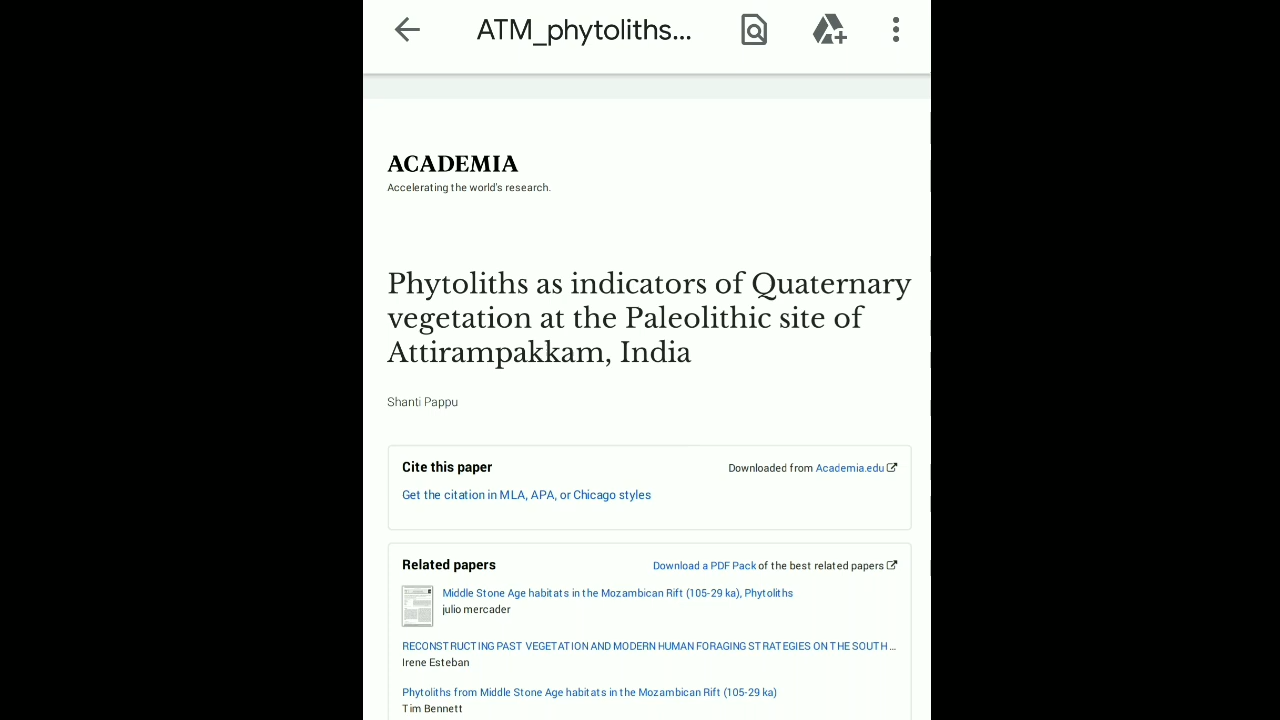 ATM_phytoliths...
ACADEMIA
Accelerating the world's research.
Phytoliths as indicators of Quaternary
vegetation at the Paleolithic site of
Attirampakkam, India
Shanti Pappu
Cite this paper
Downloaded from Academia.edu
Get the citation in MLA, APA, or Chicago styles
Related papers
Download a PDF Pack of the best related papers
Middle Stone Age habitats in the Mozambican Rift (105-29 ka), Phytoliths
julio mercader
RECONSTRUCTING PAST VEGETATION AND MODERN HUMAN FORAGING STRATEGIES ON THE SOUTH ...
Irene Esteban
Phytoliths from Middle Stone Age habitats in the Mozambican Rift (105-29 ka)
Tim Bennett